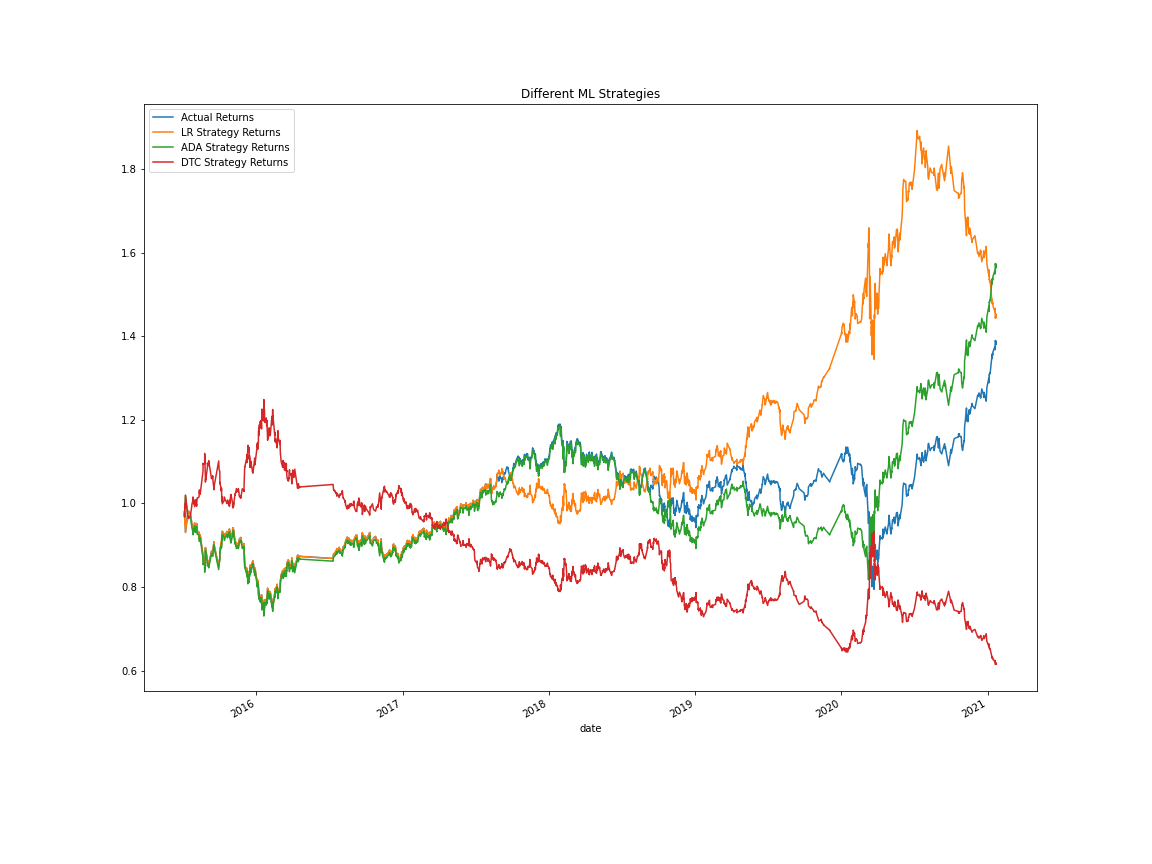 Different ML Strategies
Actual Returns
LR Strategy Returns
ADA Strategy Returns
DTC Strategy Returns
1.8
1.6
1.4
1.2
1.0
0.8
0.6
2016
2017
2018
2019
2020
2021
date